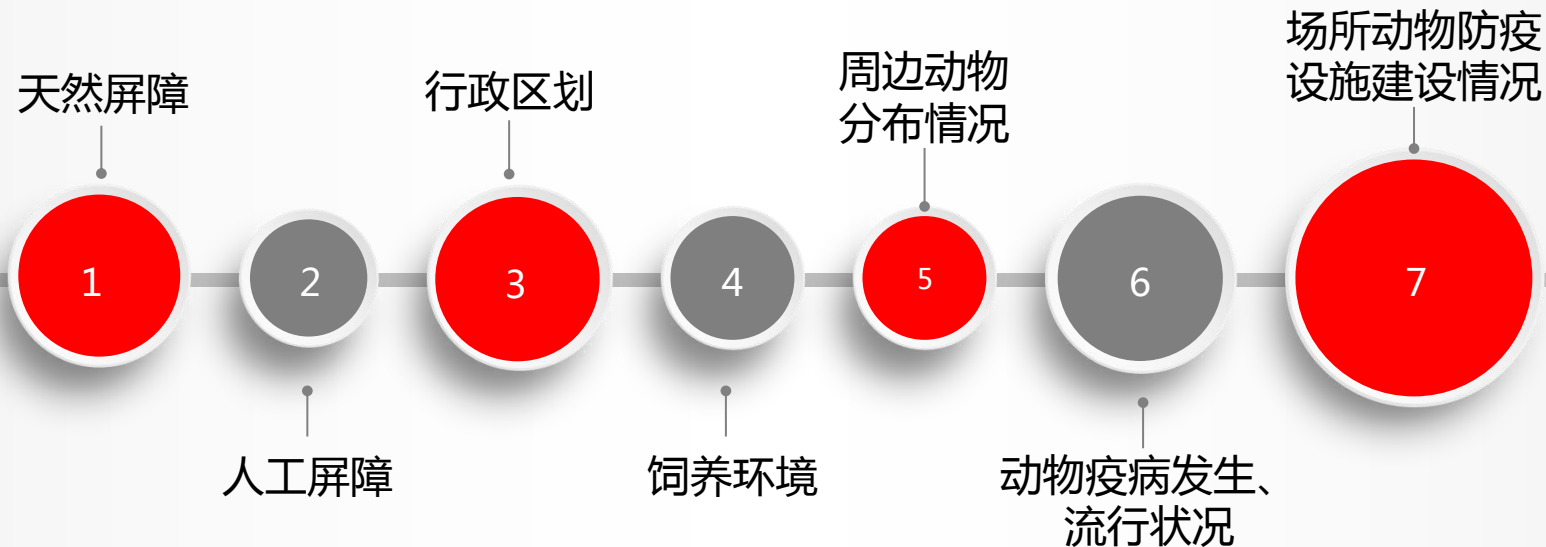 天然屏障
行政区划
周边动物
分布情况
场所动物防疫
设施建设情况
1
2
3
4
5
6
7
人工屏障
饲养环境
动物疫病发生、
流行状况